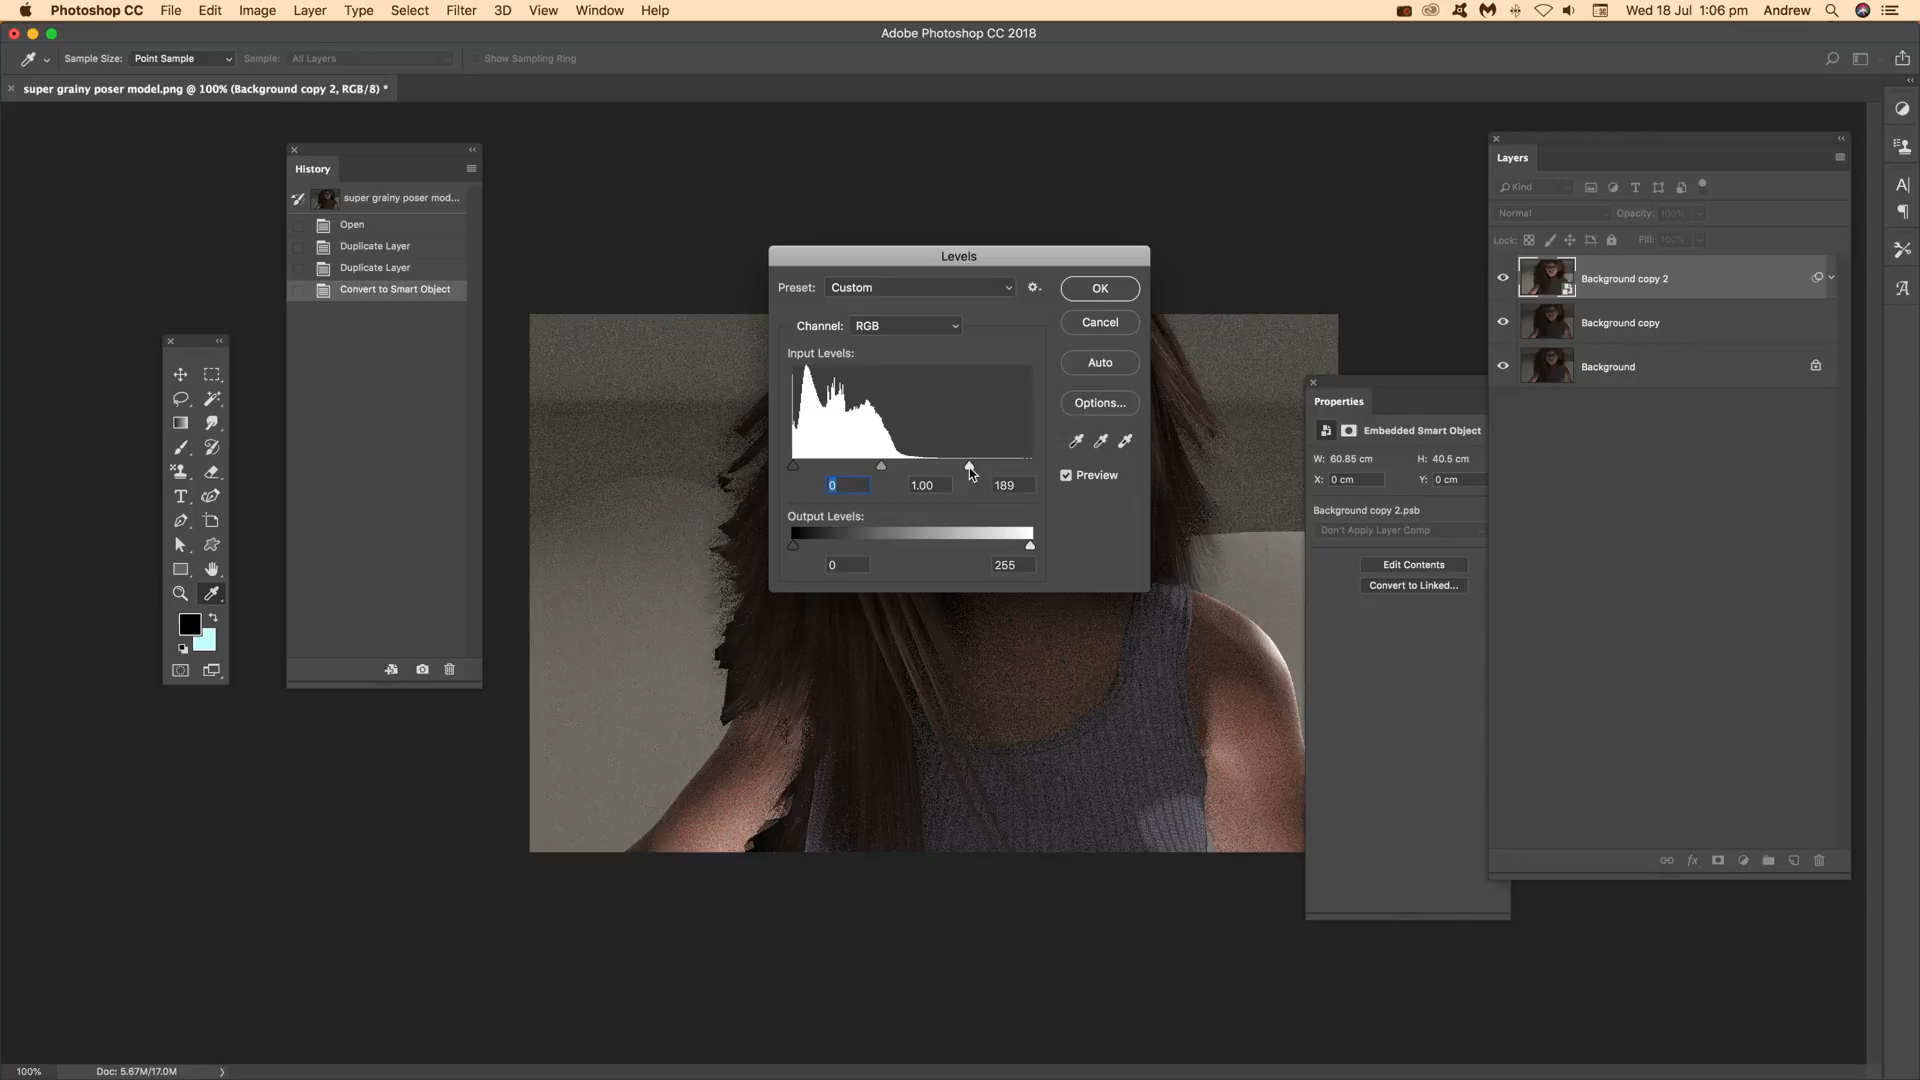 Photoshop CC File Edit Image Layer Type Select Filter 3D View Window Help Wed 18 Jul 1:06 pm Andrew
Adobe Photoshop CC 2018
Sample Size: Point Sample Sample: All Layers Show Sampling Ring
super grainy poser model.png @ 100% (Background copy 2, RGB/8) *
History
super grainy poser mod...
Open
Duplicate Layer
Duplicate Layer
Convert to Smart Object
Levels
Preset: Custom
OK
Channel: RGB
Cancel
Input Levels:
Auto
Options...
Preview
0 1.00 189
Output Levels:
0 255
Properties
Embedded Smart Object
W: 60.85 cm H: 40.5 cm
X: 0 cm Y: 0 cm
Background copy 2.psb
Don't Apply Layer Comp
Edit Contents
Convert to Linked...
Layers
Kind
Normal Opacity: 100%
Lock: Fill: 100%
Background copy 2
Background copy
Background
fx
100% Doc: 5.67M/17.0M